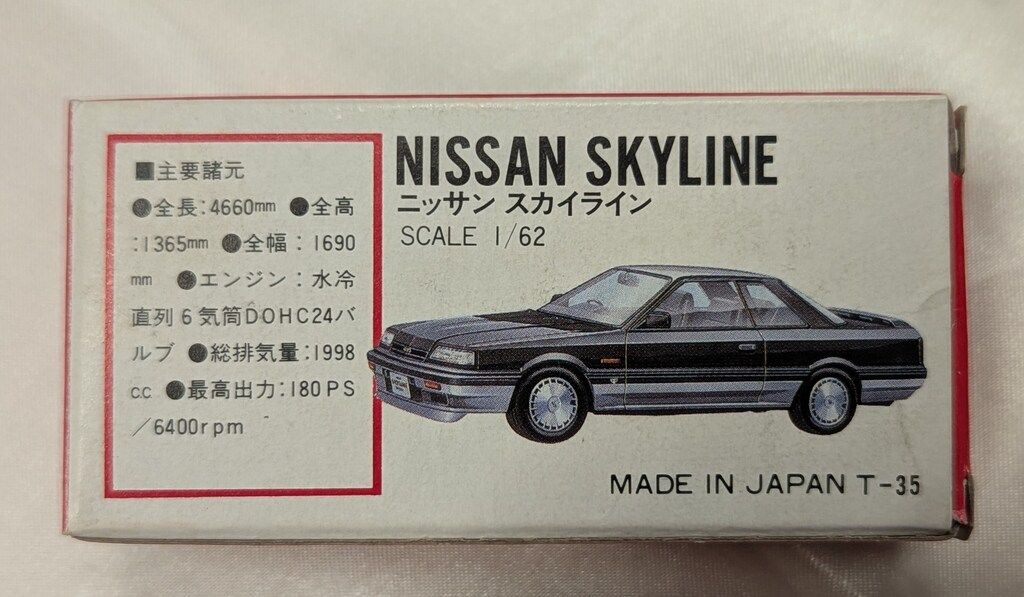 ■主要諸元
●全長:4660mm ●全高
:1365mm ●全幅：1690
mm ●エンジン：水冷
直列6気筒DOHC24バ
ルブ ●総排気量:1998
cc ●最高出力:180PS
/6400rpm
NISSAN SKYLINE
ニッサン スカイライン
SCALE 1/62
MADE IN JAPAN T-35